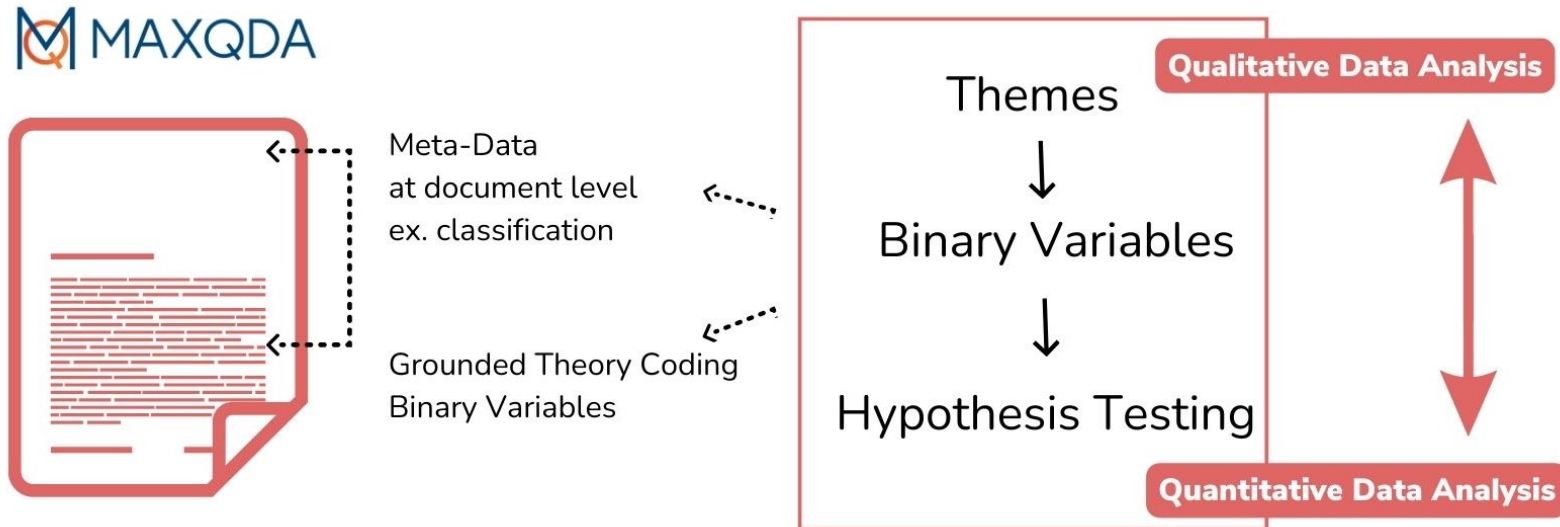 MAXQDA
Meta-Data
at document level
ex. classification
Grounded Theory Coding
Binary Variables
Themes
Binary Variables
Hypothesis Testing
Qualitative Data Analysis
Quantitative Data Analysis